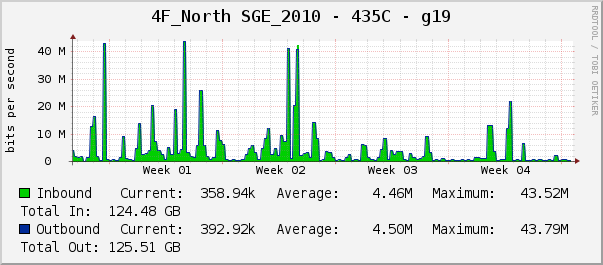 4F_North SGE_2010 - 435C - g19
RRDTOOL / TOBI OETIKER
bits per second
40 M
30 M
20 M
10 M
0
Week 01 Week 02 Week 03 Week 04
Inbound Current: 358.94k Average: 4.46M Maximum: 43.52M
Total In: 124.48 GB
Outbound Current: 392.92k Average: 4.50M Maximum: 43.79M
Total Out: 125.51 GB